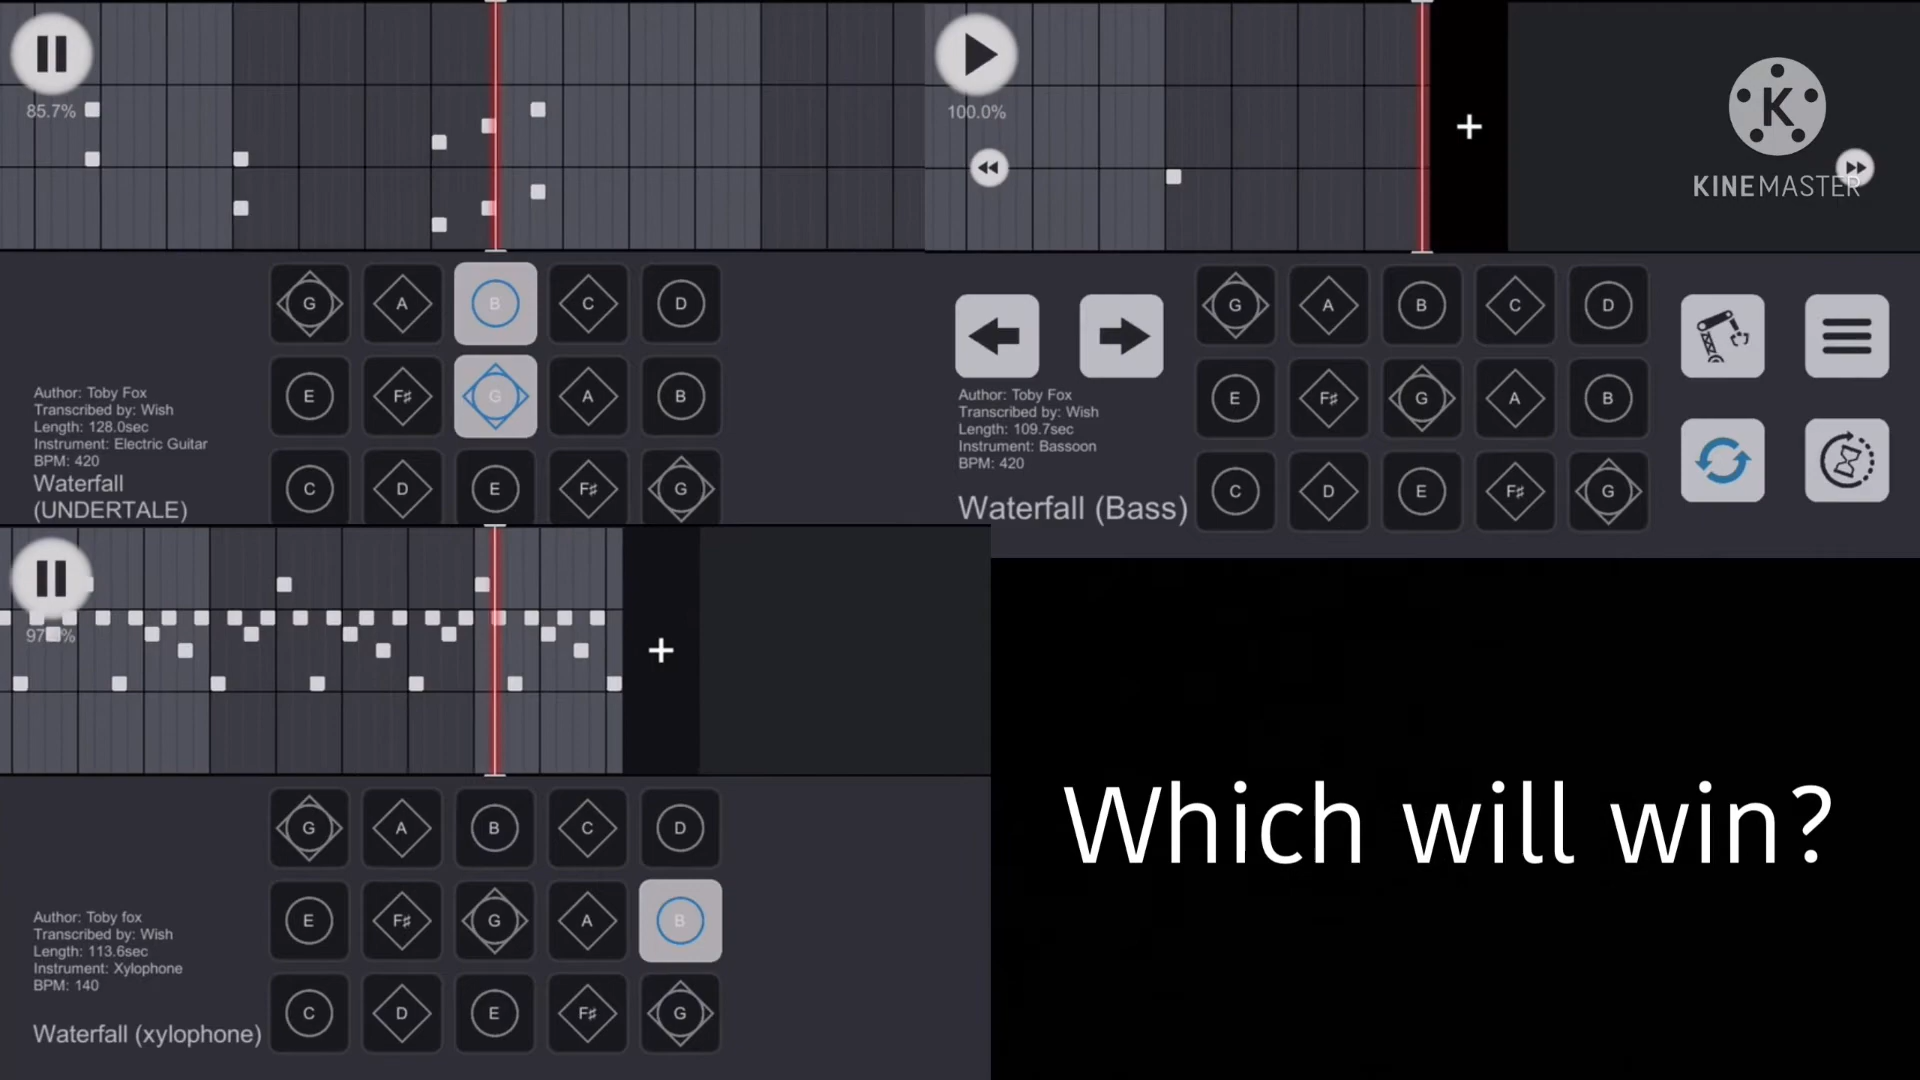 85.7%
G A B C D
E F♯ G A B
C D E F♯ G
Author: Toby Fox
Transcribed by: Wish
Length: 128.0sec
Instrument: Electric Guitar
BPM: 420
Waterfall
(UNDERTALE)
100.0%
K
KINEMASTER
G A B C D
E F♯ G A B
C D E F♯ G
Author: Toby Fox
Transcribed by: Wish
Length: 109.7sec
Instrument: Bassoon
BPM: 420
Waterfall (Bass)
G A B C D
E F♯ G A B
C D E F♯ G
Author: Toby fox
Transcribed by: Wish
Length: 113.6sec
Instrument: Xylophone
BPM: 140
Waterfall (xylophone)
Which will win?